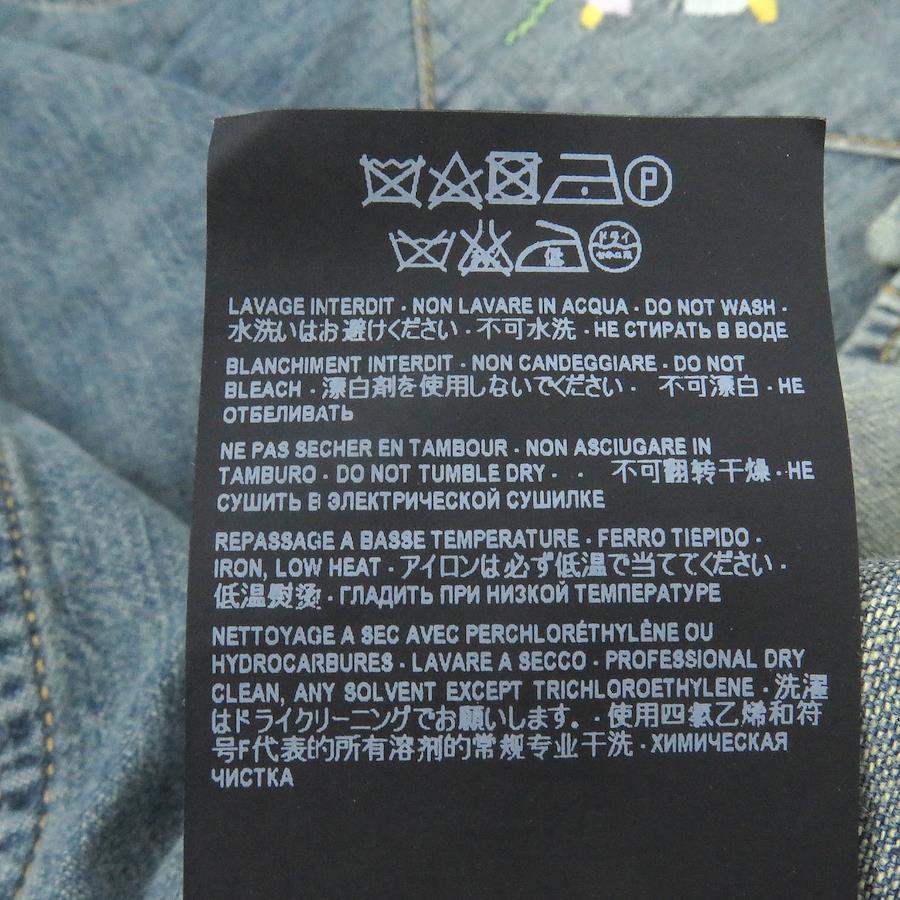 P
低
ドライ
LAVAGE INTERDIT · NON LAVARE IN ACQUA · DO NOT WASH ·
水洗いはお避けください · 不可水洗 · НЕ СТИРАТЬ В ВОДЕ
BLANCHIMENT INTERDIT · NON CANDEGGIARE · DO NOT
BLEACH · 漂白剤を使用しないでください · 不可漂白 · НЕ
ОТБЕЛИВАТЬ
NE PAS SECHER EN TAMBOUR · NON ASCIUGARE IN
TAMBURO · DO NOT TUMBLE DRY · · 不可翻转干燥 · НЕ
СУШИТЬ В ЭЛЕКТРИЧЕСКОЙ СУШИЛКЕ
REPASSAGE A BASSE TEMPERATURE · FERRO TIEPIDO ·
IRON, LOW HEAT · アイロンは必ず低温で当ててください ·
低温熨烫 · ГЛАДИТЬ ПРИ НИЗКОЙ ТЕМПЕРАТУРЕ
NETTOYAGE A SEC AVEC PERCHLORÉTHYLÈNE OU
HYDROCARBURES · LAVARE A SECCO · PROFESSIONAL DRY
CLEAN, ANY SOLVENT EXCEPT TRICHLOROETHYLENE · 洗濯
はドライクリーニングでお願いします。 · 使用四氯乙烯和符
号F代表的所有溶剂的常规专业干洗 · ХИМИЧЕСКАЯ
ЧИСТКА